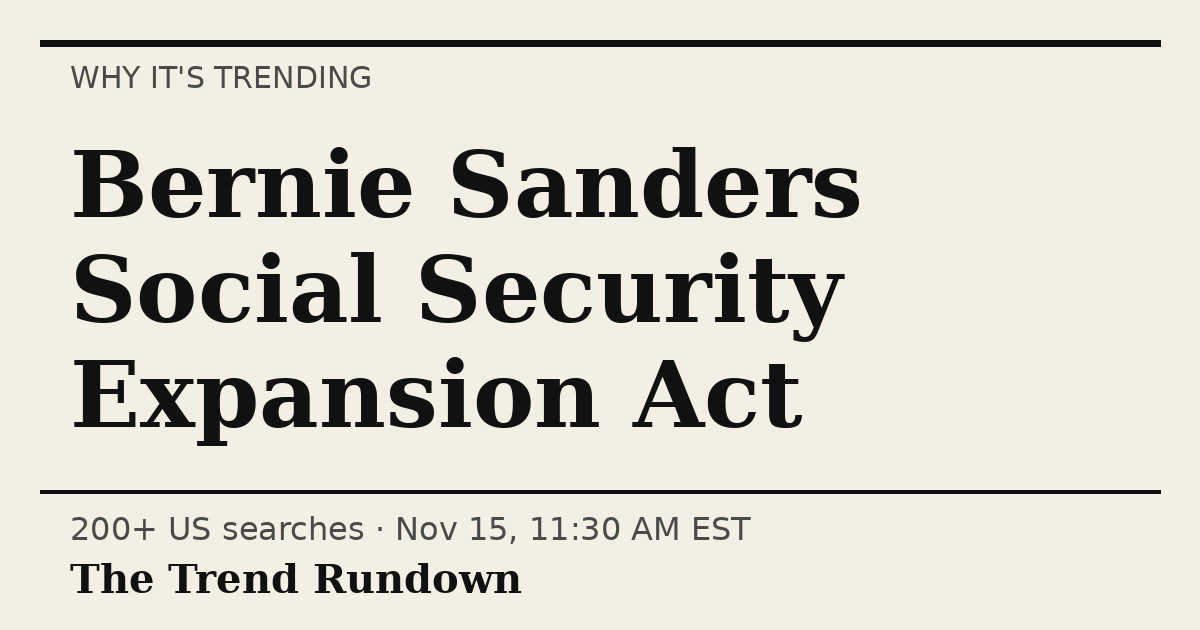 WHY IT'S TRENDING
Bernie Sanders
Social Security
Expansion Act
200+ US searches · Nov 15, 11:30 AM EST
The Trend Rundown